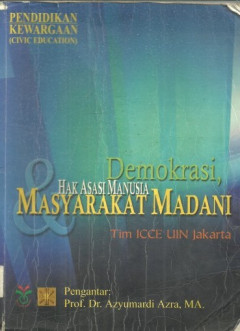 PENDIDIKAN
KEWARGAAN
(CIVIC EDUCATION)
Demokrasi,
HAK ASASI MANUSIA
& MASYARAKAT MADANI
Tim ICCE UIN Jakarta
Pengantar:
Prof. Dr. Azyumardi Azra, MA.